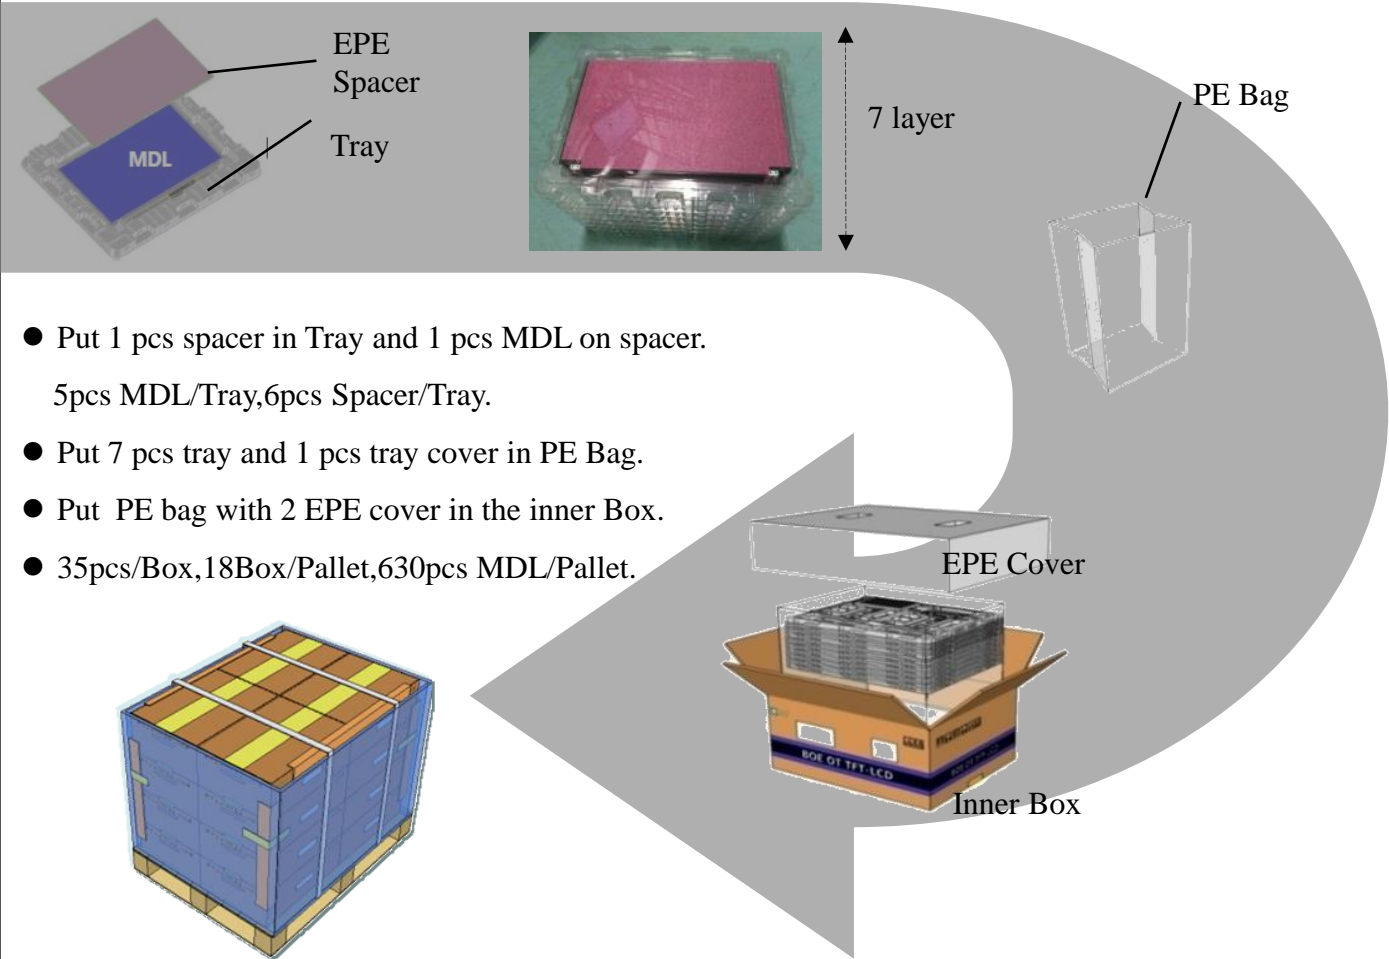 EPE
Spacer
Tray
MDL
7 layer
PE Bag
● Put 1 pcs spacer in Tray and 1 pcs MDL on spacer.
5pcs MDL/Tray,6pcs Spacer/Tray.
● Put 7 pcs tray and 1 pcs tray cover in PE Bag.
● Put PE bag with 2 EPE cover in the inner Box.
● 35pcs/Box,18Box/Pallet,630pcs MDL/Pallet.
EPE Cover
BOE OT TFT-LCD
Inner Box